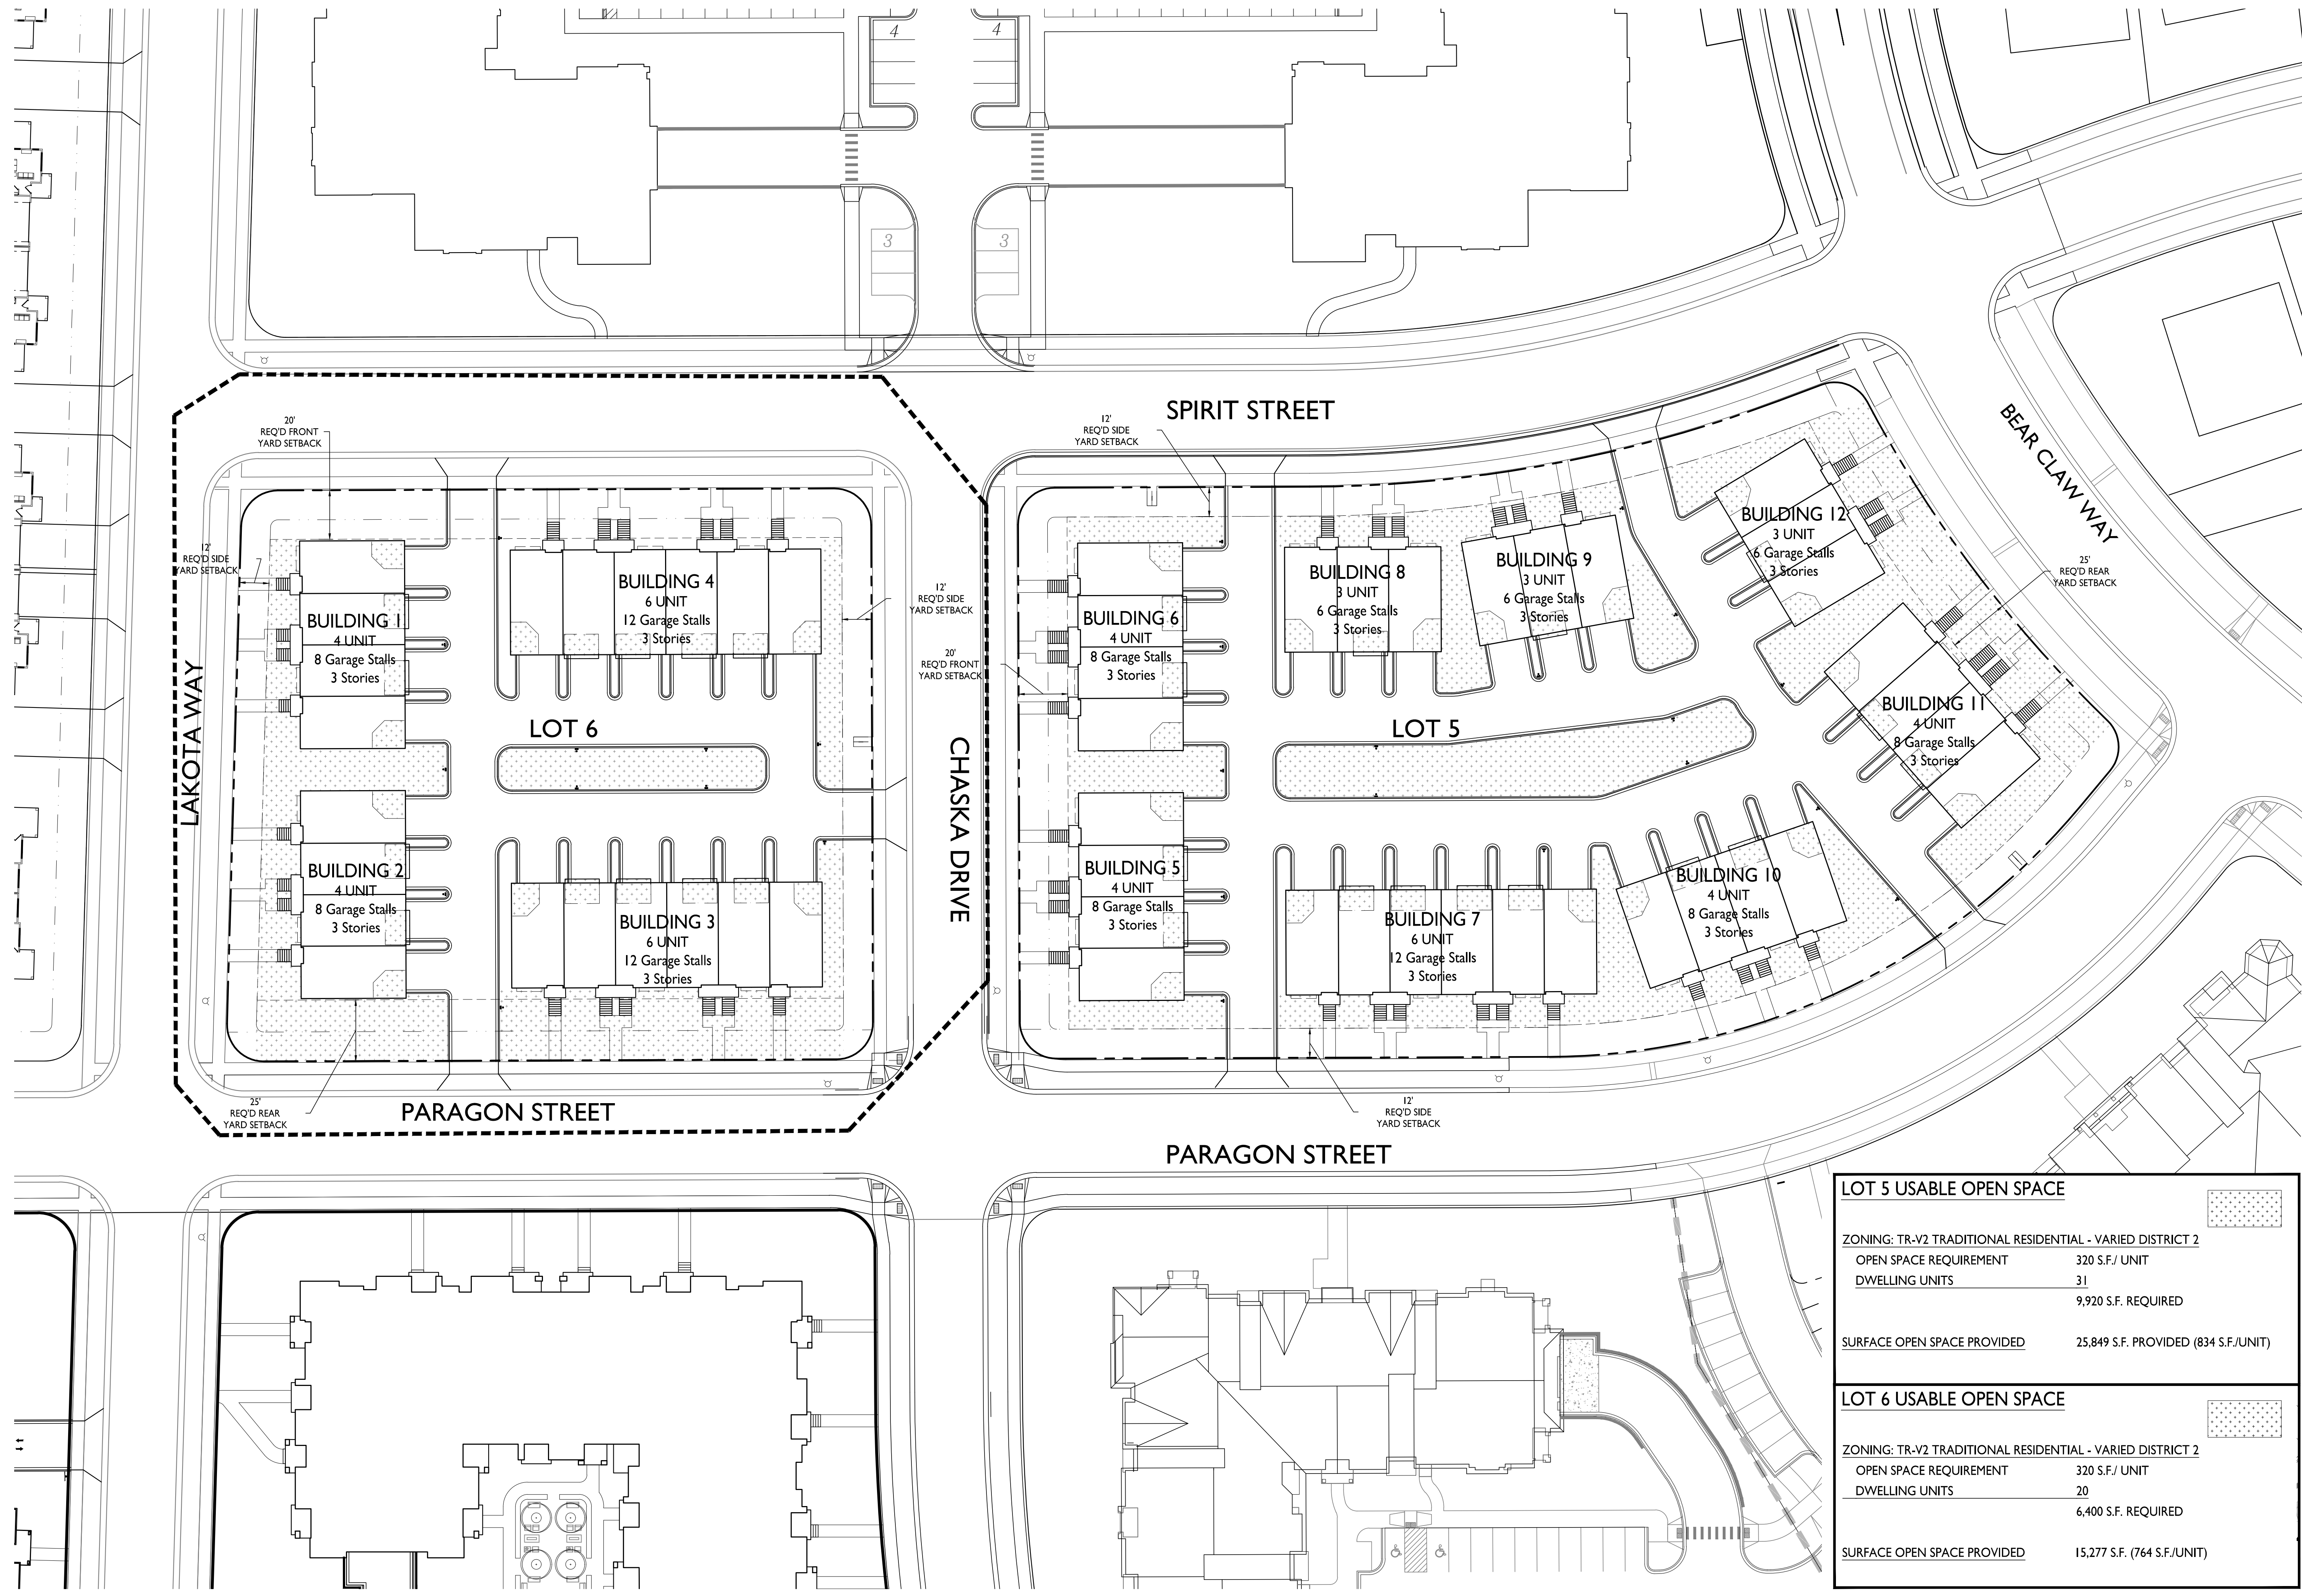 4
4
3
3
20'
REQ'D FRONT
YARD SETBACK
12'
REQ'D SIDE
YARD SETBACK
SPIRIT STREET
BEAR CLAW WAY
12'
REQ'D SIDE
YARD SETBACK
BUILDING 1
4 UNIT
8 Garage Stalls
3 Stories
BUILDING 4
6 UNIT
12 Garage Stalls
3 Stories
12'
REQ'D SIDE
YARD SETBACK
20'
REQ'D FRONT
YARD SETBACK
BUILDING 6
4 UNIT
8 Garage Stalls
3 Stories
BUILDING 8
3 UNIT
6 Garage Stalls
3 Stories
BUILDING 9
3 UNIT
6 Garage Stalls
3 Stories
BUILDING 12
3 UNIT
6 Garage Stalls
3 Stories
25'
REQ'D REAR
YARD SETBACK
BUILDING 11
4 UNIT
8 Garage Stalls
3 Stories
LAKOTA WAY
LOT 6
CHASKA DRIVE
LOT 5
BUILDING 2
4 UNIT
8 Garage Stalls
3 Stories
BUILDING 3
6 UNIT
12 Garage Stalls
3 Stories
BUILDING 5
4 UNIT
8 Garage Stalls
3 Stories
BUILDING 7
6 UNIT
12 Garage Stalls
3 Stories
BUILDING 10
4 UNIT
8 Garage Stalls
3 Stories
25'
REQ'D REAR
YARD SETBACK
PARAGON STREET
12'
REQ'D SIDE
YARD SETBACK
PARAGON STREET
LOT 5 USABLE OPEN SPACE
ZONING: TR-V2 TRADITIONAL RESIDENTIAL - VARIED DISTRICT 2
OPEN SPACE REQUIREMENT 320 S.F./ UNIT
DWELLING UNITS 31
9,920 S.F. REQUIRED
SURFACE OPEN SPACE PROVIDED 25,849 S.F. PROVIDED (834 S.F./UNIT)
LOT 6 USABLE OPEN SPACE
ZONING: TR-V2 TRADITIONAL RESIDENTIAL - VARIED DISTRICT 2
OPEN SPACE REQUIREMENT 320 S.F./ UNIT
DWELLING UNITS 20
6,400 S.F. REQUIRED
SURFACE OPEN SPACE PROVIDED 15,277 S.F. (764 S.F./UNIT)